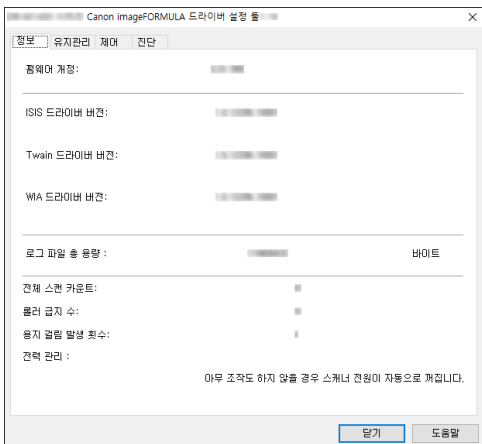 Canon imageFORMULA 드라이버 설정 툴
정보 유지관리 제어 진단
펌웨어 개정:
ISIS 드라이버 버전:
Twain 드라이버 버전:
WIA 드라이버 버전:
로그 파일 총 용량 : 바이트
전체 스캔 카운트:
롤러 급지 수:
용지 걸림 발생 횟수:
전력 관리 :
아무 조작도 하지 않을 경우 스캐너 전원이 자동으로 꺼집니다.
닫기 도움말